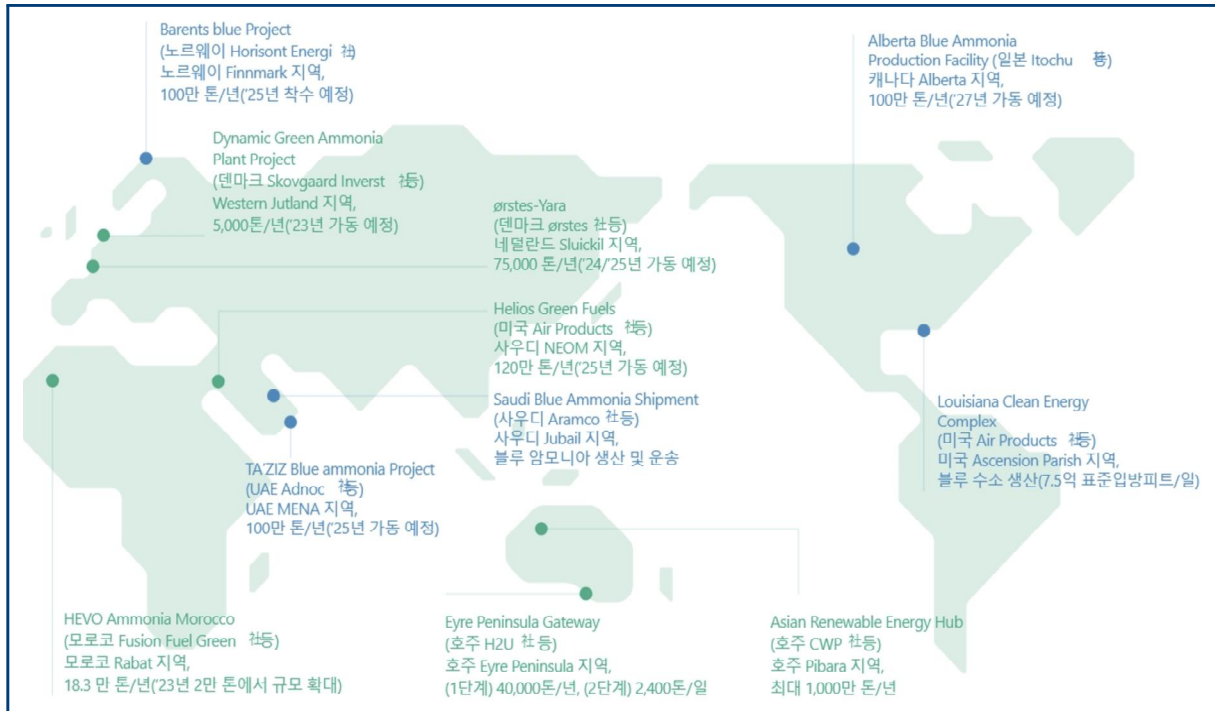 Barents blue Project
(노르웨이 Horisont Energi 社)
노르웨이 Finnmark 지역,
100만 톤/년('25년 착수 예정)
Alberta Blue Ammonia
Production Facility (일본 Itochu 等)
캐나다 Alberta 지역,
100만 톤/년('27년 가동 예정)
Dynamic Green Ammonia
Plant Project
(덴마크 Skovgaard Inverst 社등)
Western Jutland 지역,
5,000톤/년('23년 가동 예정)
ørstes-Yara
(덴마크 ørstes 社등)
네덜란드 Sluickil 지역,
75,000 톤/년('24/'25년 가동 예정)
Helios Green Fuels
(미국 Air Products 社등)
사우디 NEOM 지역,
120만 톤/년('25년 가동 예정)
Saudi Blue Ammonia Shipment
(사우디 Aramco 社등)
사우디 Jubail 지역,
블루 암모니아 생산 및 운송
Louisiana Clean Energy
Complex
(미국 Air Products 社등)
미국 Ascension Parish 지역,
블루 수소 생산(7.5억 표준입방피트/일)
TA'ZIZ Blue ammonia Project
(UAE Adnoc 社등)
UAE MENA 지역,
100만 톤/년('25년 가동 예정)
HEVO Ammonia Morocco
(모로코 Fusion Fuel Green 社등)
모로코 Rabat 지역,
18.3 만 톤/년('23년 2만 톤에서 규모 확대)
Eyre Peninsula Gateway
(호주 H2U 社등)
호주 Eyre Peninsula 지역,
(1단계) 40,000톤/년, (2단계) 2,400톤/일
Asian Renewable Energy Hub
(호주 CWP 社등)
호주 Pibara 지역,
최대 1,000만 톤/년